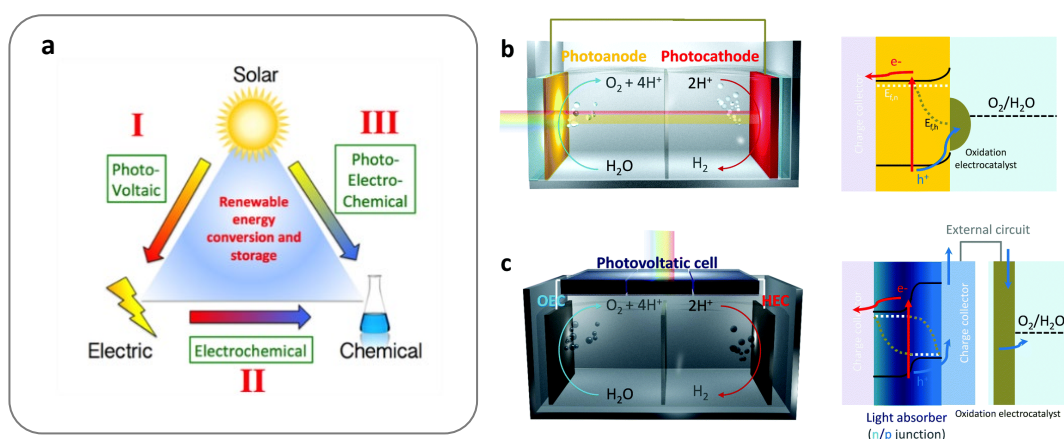 a
Solar
I
III
Photo-
Voltaic
Photo-
Electro-
Chemical
Renewable
energy
conversion and
storage
Electric
Electrochemical
Chemical
II
b
Photoanode
Photocathode
O₂ + 4H⁺
2H⁺
H₂O
H₂
Charge collector
e-
Ef,n
Ef,h
h⁺
O₂/H₂O
Oxidation
electrocatalyst
c
Photovoltatic cell
OEC
O₂ + 4H⁺
2H⁺
HEC
H₂O
H₂
External circuit
Charge collector
e-
h⁺
Charge collector
O₂/H₂O
Light absorber
(n/p junction)
Oxidation electrocatalyst